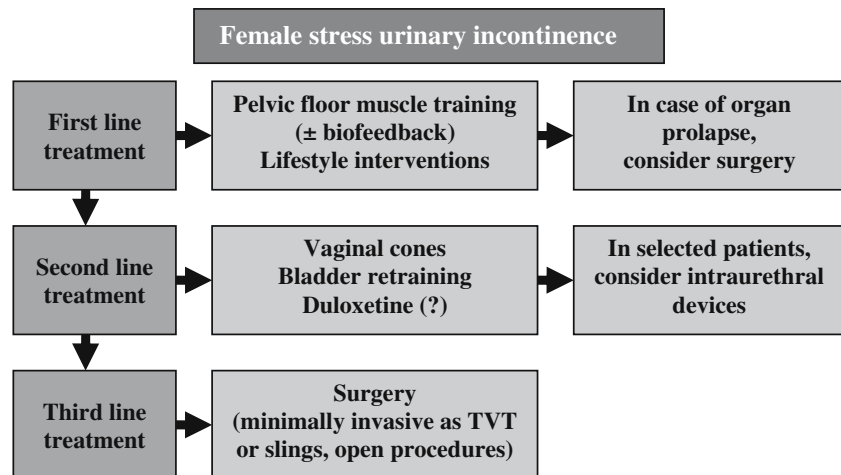 Female stress urinary incontinence
First line
treatment
Pelvic floor muscle training
(± biofeedback)
Lifestyle interventions
In case of organ
prolapse,
consider surgery
Second line
treatment
Vaginal cones
Bladder retraining
Duloxetine (?)
In selected patients,
consider intraurethral
devices
Third line
treatment
Surgery
(minimally invasive as TVT
or slings, open procedures)